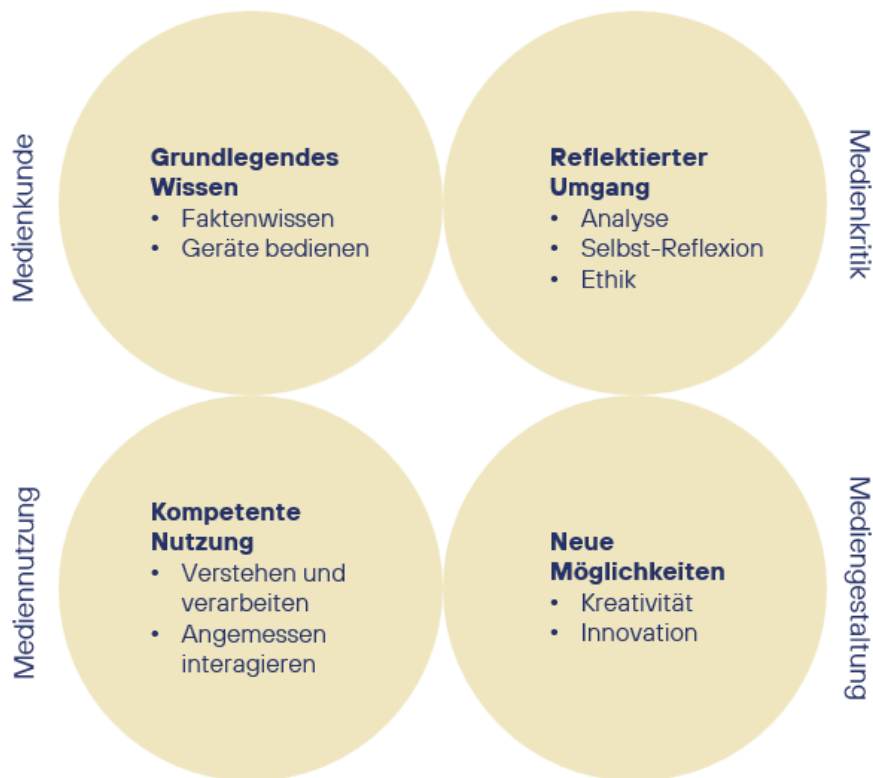 Medienkunde
Grundlegendes
Wissen
• Faktenwissen
• Geräte bedienen
Reflektierter
Umgang
• Analyse
• Selbst-Reflexion
• Ethik
Medienkritik
Mediennutzung
Kompetente
Nutzung
• Verstehen und
verarbeiten
• Angemessen
interagieren
Neue
Möglichkeiten
• Kreativität
• Innovation
Mediengestaltung